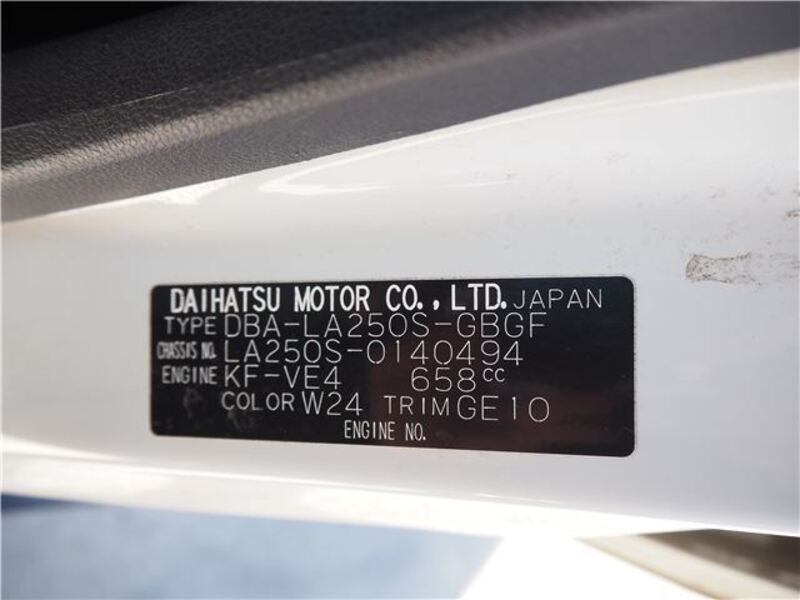 DAIHATSU MOTOR CO., LTD. JAPAN
TYPE DBA-LA250S-GBGF
CHASSIS NO. LA250S-0140494
ENGINE KF-VE4 658cc
COLOR W24 TRIM GE10
ENGINE NO.